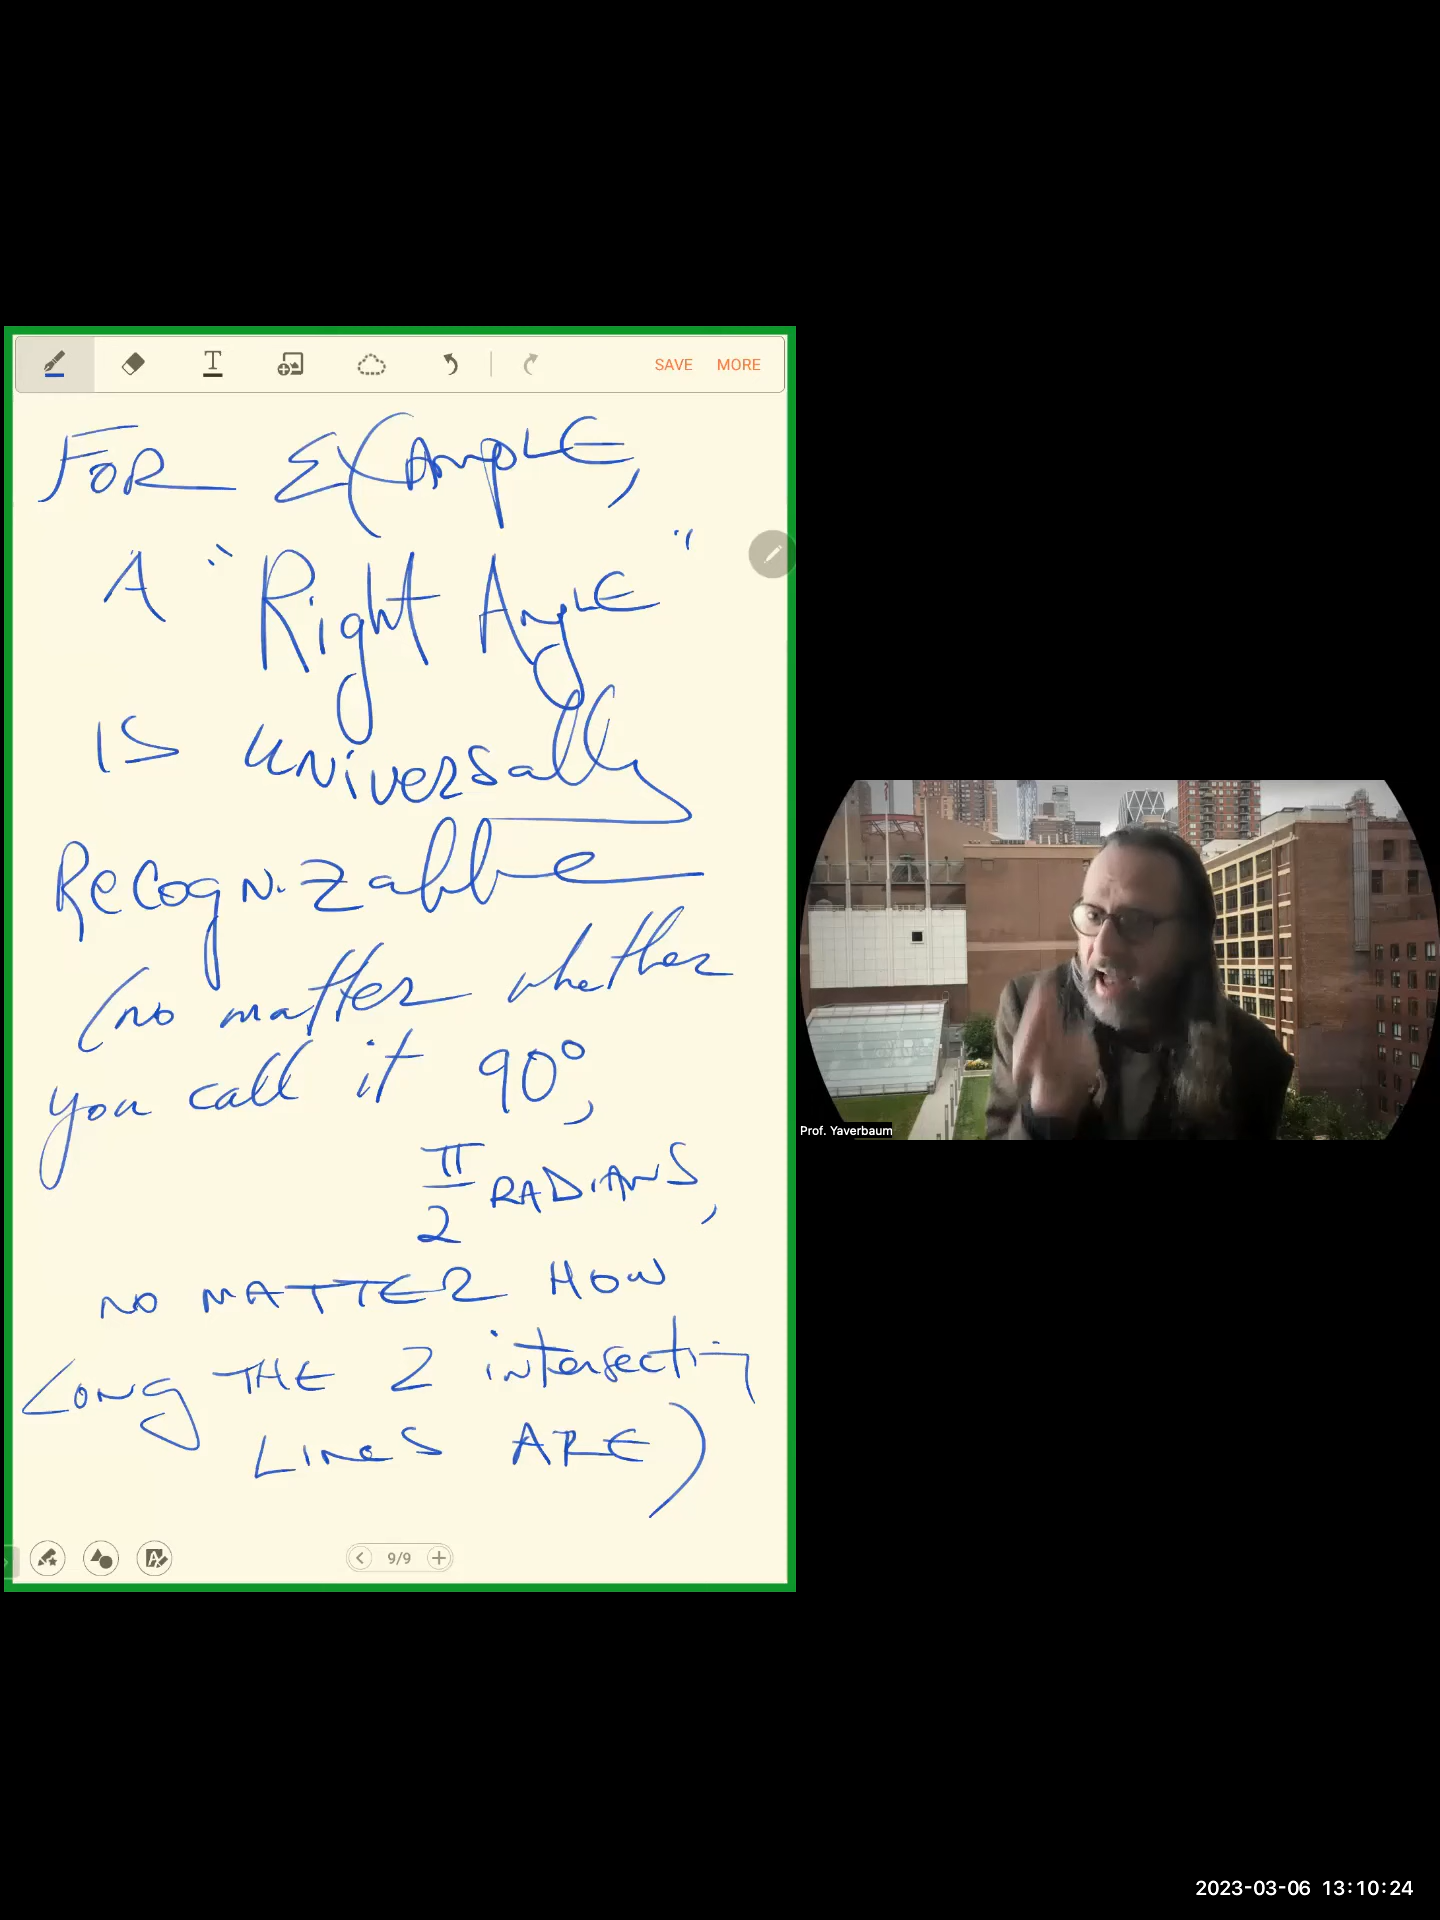 SAVE MORE
FOR EXAMPLE,
A "Right AngLE"
IS UNiVERSally
RecogNizable
(no matter whether
you call it 90°,
π/2 RADIANS,
NO MATTER HOW
LONG THE 2 intersecting
LINES ARE)
9/9
Prof. Yaverbaum
2023-03-06 13:10:24